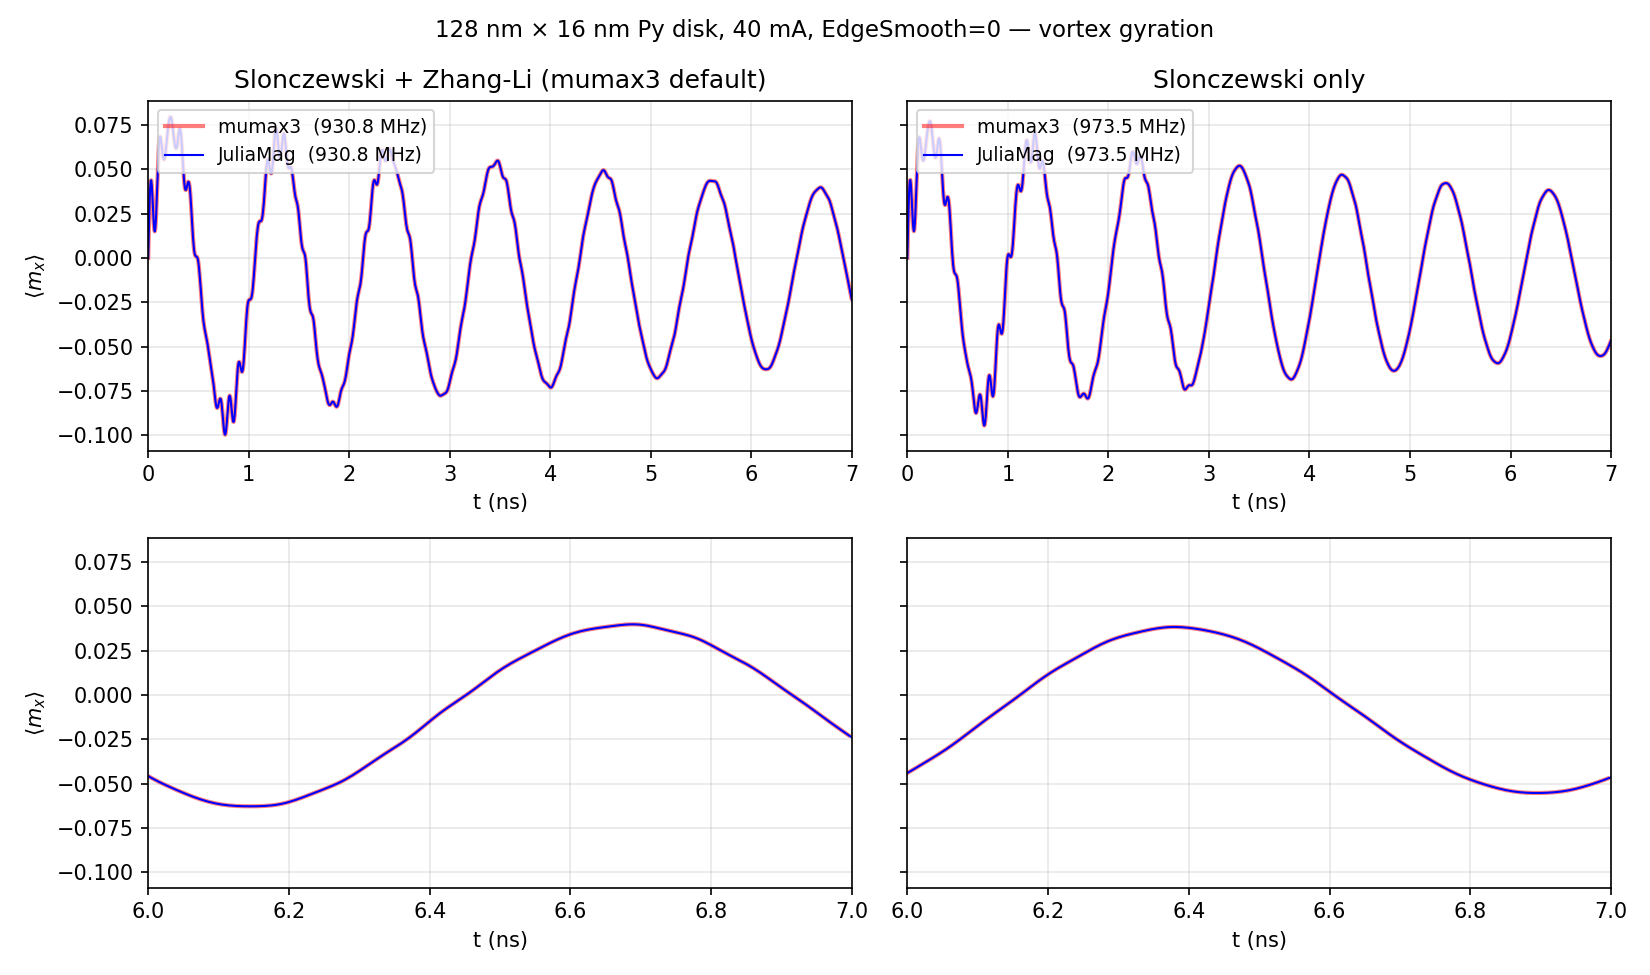 128 nm × 16 nm Py disk, 40 mA, EdgeSmooth=0 — vortex gyration
Slonczewski + Zhang-Li (mumax3 default)
mumax3 (930.8 MHz)
JuliaMag (930.8 MHz)
0.075
0.050
0.025
0.000
−0.025
−0.050
−0.075
−0.100
⟨mₓ⟩
0 1 2 3 4 5 6 7
t (ns)
Slonczewski only
mumax3 (973.5 MHz)
JuliaMag (973.5 MHz)
0 1 2 3 4 5 6 7
t (ns)
0.075
0.050
0.025
0.000
−0.025
−0.050
−0.075
−0.100
⟨mₓ⟩
6.0 6.2 6.4 6.6 6.8 7.0
t (ns)
6.0 6.2 6.4 6.6 6.8 7.0
t (ns)